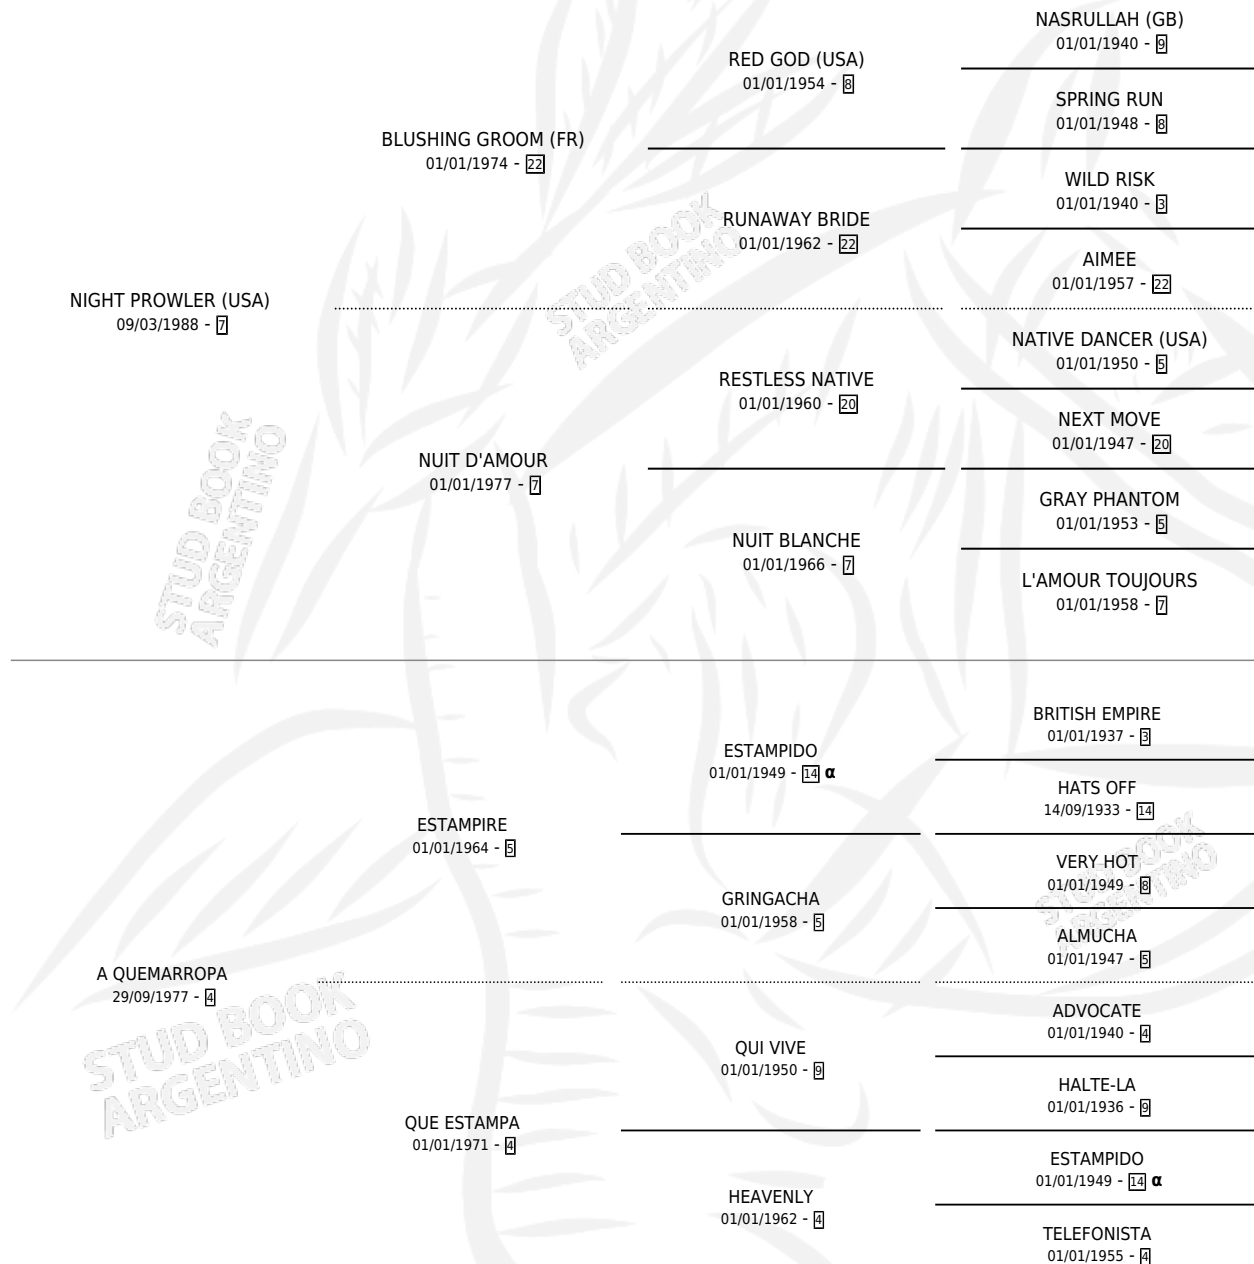 NASRULLAH (GB)
01/01/1940 - 9
RED GOD (USA)
01/01/1954 - 8
SPRING RUN
01/01/1948 - 8
BLUSHING GROOM (FR)
01/01/1974 - 22
WILD RISK
01/01/1940 - 3
RUNAWAY BRIDE
01/01/1962 - 22
AIMEE
01/01/1957 - 22
NIGHT PROWLER (USA)
09/03/1988 - 7
NATIVE DANCER (USA)
01/01/1950 - 5
RESTLESS NATIVE
01/01/1960 - 20
NEXT MOVE
01/01/1947 - 20
NUIT D'AMOUR
01/01/1977 - 7
GRAY PHANTOM
01/01/1953 - 5
NUIT BLANCHE
01/01/1966 - 7
L'AMOUR TOUJOURS
01/01/1958 - 7
BRITISH EMPIRE
01/01/1937 - 3
ESTAMPIDO
01/01/1949 - 14 α
HATS OFF
14/09/1933 - 14
ESTAMPIRE
01/01/1964 - 5
VERY HOT
01/01/1949 - 8
GRINGACHA
01/01/1958 - 5
ALMUCHA
01/01/1947 - 5
A QUEMARROPA
29/09/1977 - 4
ADVOCATE
01/01/1940 - 4
QUI VIVE
01/01/1950 - 9
HALTE-LA
01/01/1936 - 9
QUE ESTAMPA
01/01/1971 - 4
ESTAMPIDO
01/01/1949 - 14 α
HEAVENLY
01/01/1962 - 4
TELEFONISTA
01/01/1955 - 4
STUD BOOK
ARGENTINO
STUD BOOK
ARGENTINO
STUD BOOK
ARGENTINO
STUD BOOK
ARGENTINO